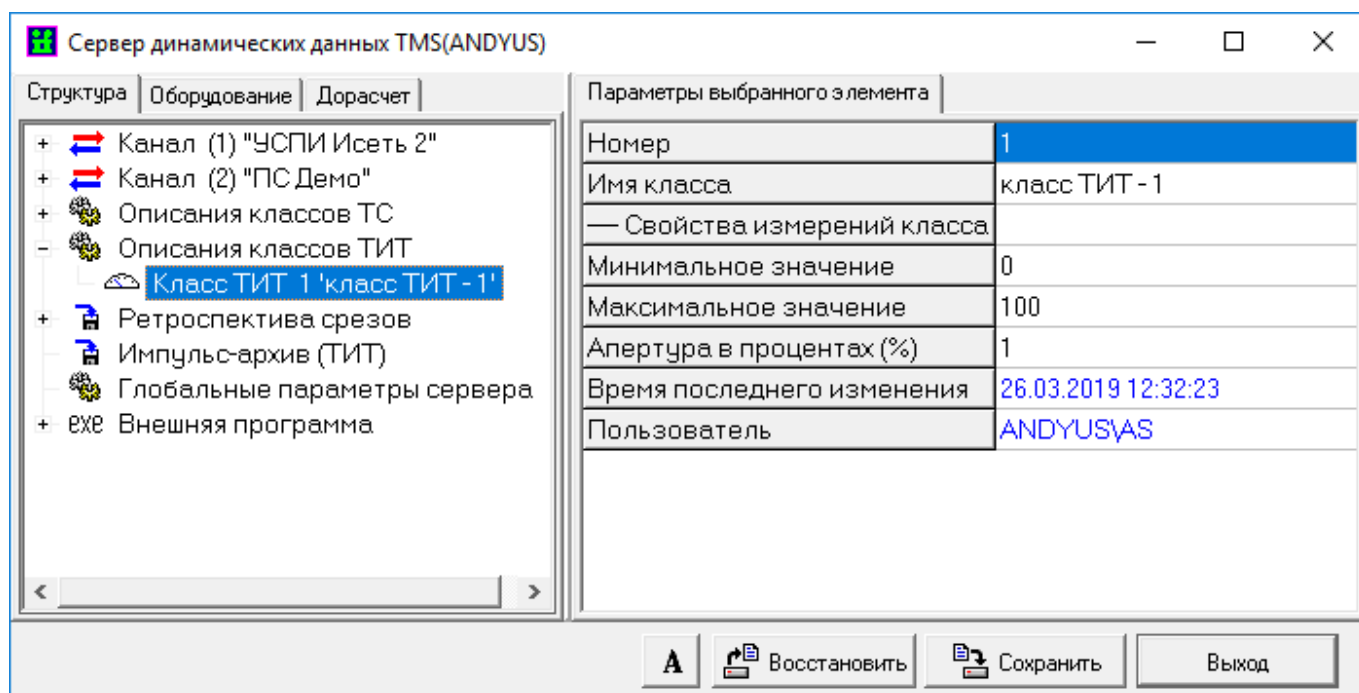 Сервер динамических данных TMS(ANDYUS)
Структура Оборудование Дорасчет
Канал (1) "УСПИ Исеть 2"
Канал (2) "ПС Демо"
Описания классов ТС
Описания классов ТИТ
Класс ТИТ 1 'класс ТИТ - 1'
Ретроспектива срезов
Импульс-архив (ТИТ)
Глобальные параметры сервера
exe Внешняя программа
Параметры выбранного элемента
Номер 1
Имя класса класс ТИТ - 1
— Свойства измерений класса
Минимальное значение 0
Максимальное значение 100
Апертура в процентах (%) 1
Время последнего изменения 26.03.2019 12:32:23
Пользователь ANDYUS\AS
A Восстановить Сохранить Выход